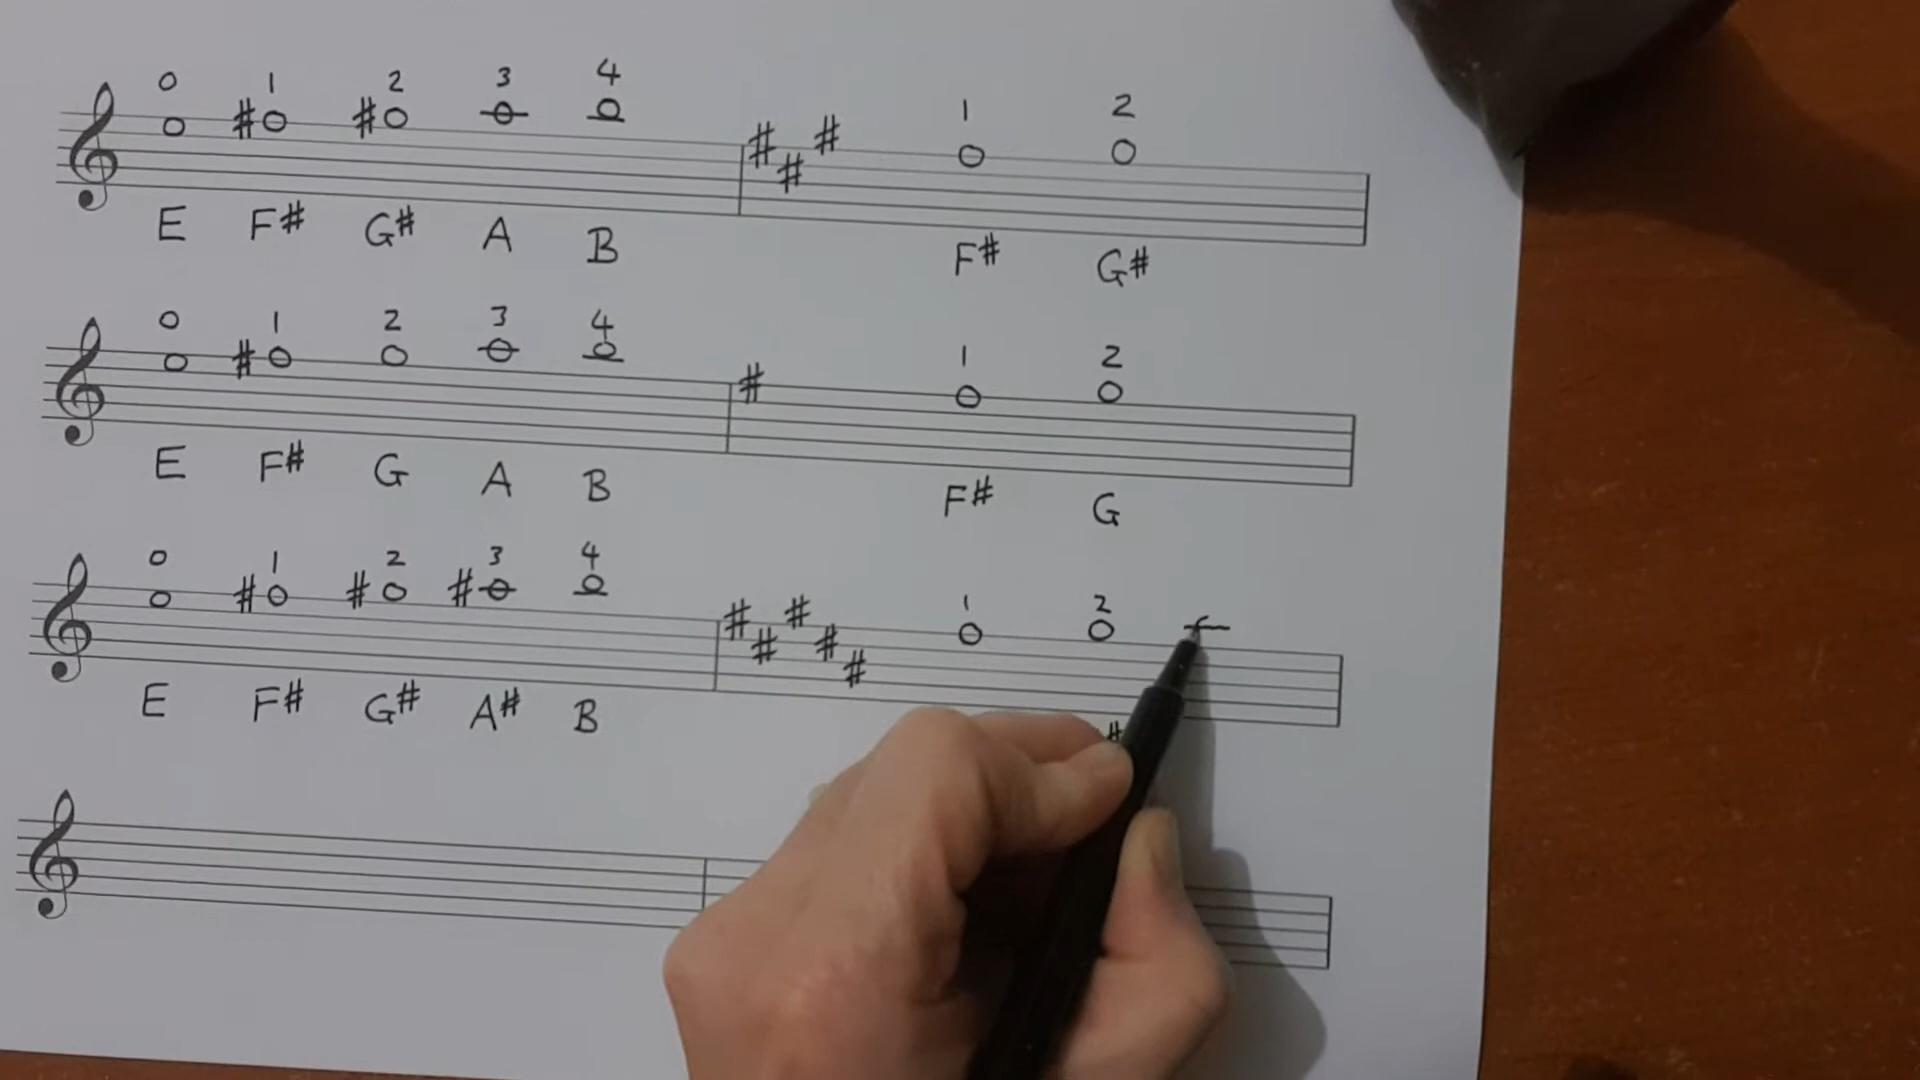 0 1 2 3 4 1 2
# # # # #
E F# G# A B F# G#
0 1 2 3 4 1 2
# #
E F# G A B F# G
0 1 2 3 4 1 2
# # # # # # # #
E F# G# A# B #